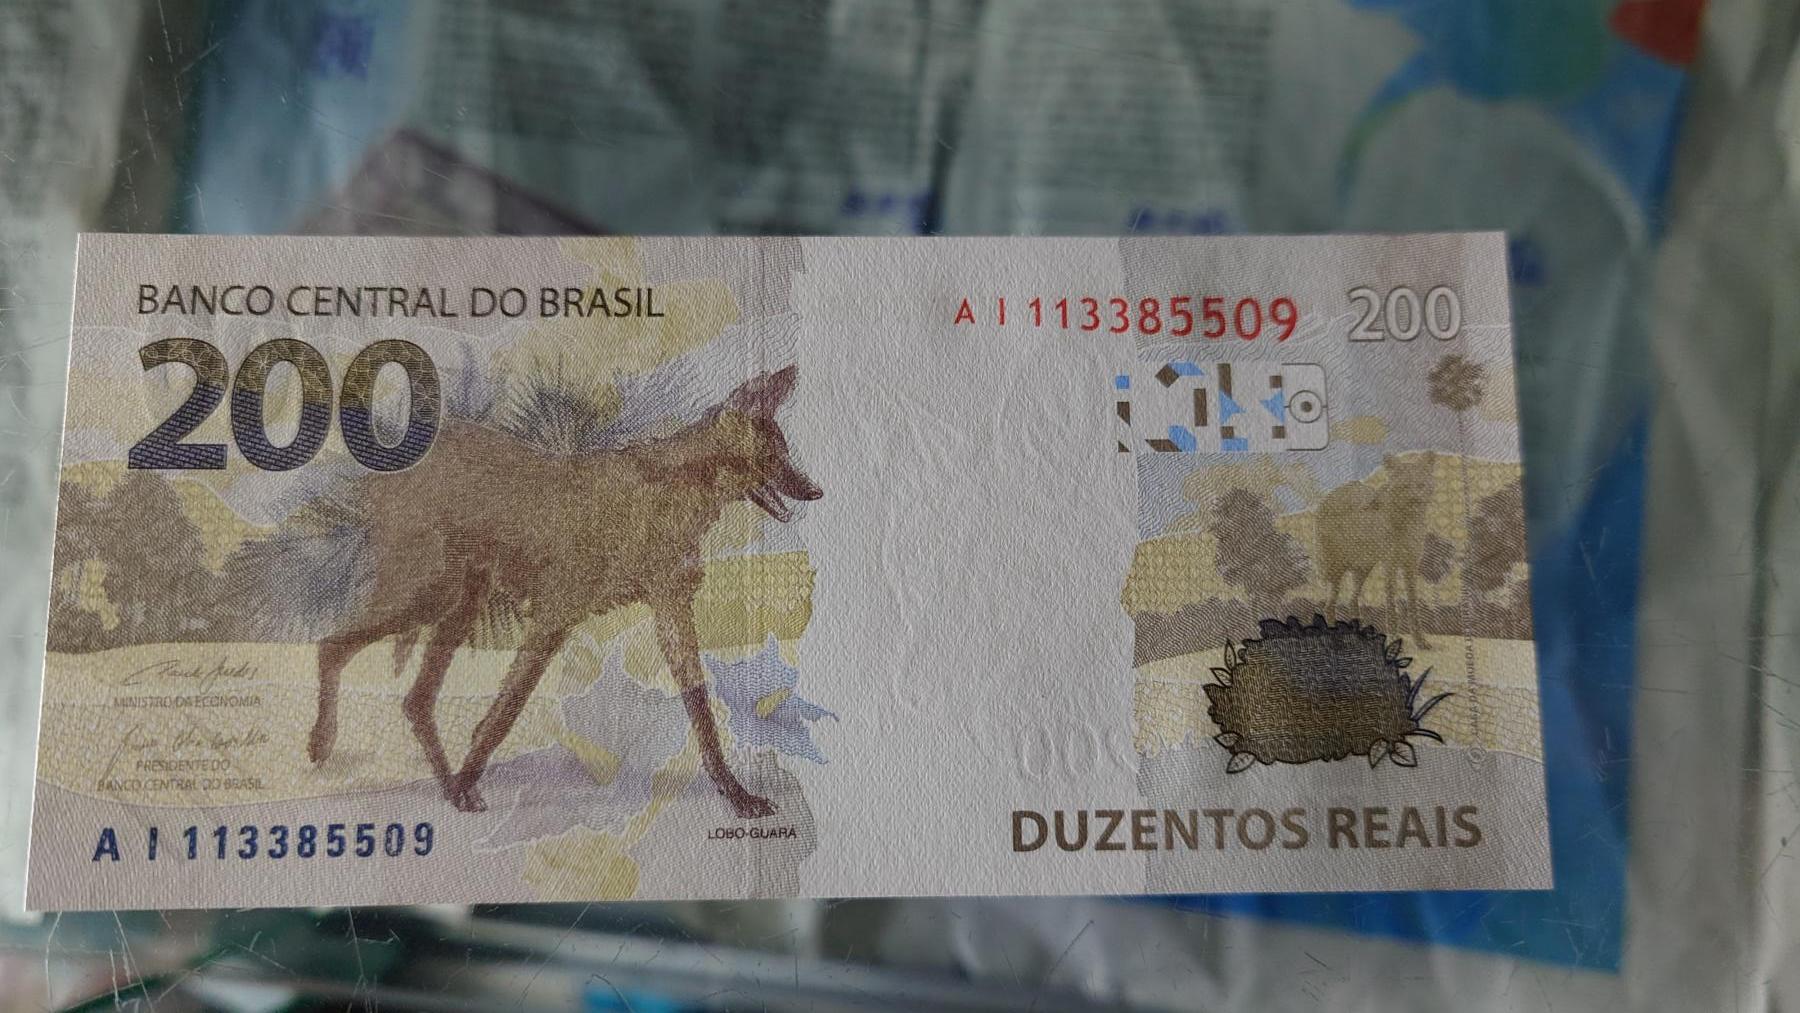 BANCO CENTRAL DO BRASIL
A I 113385509
200
200
MINISTRO DA ECONOMIA
PRESIDENTE DO
BANCO CENTRAL DO BRASIL
200
A I 113385509
LOBO-GUARÁ
DUZENTOS REAIS